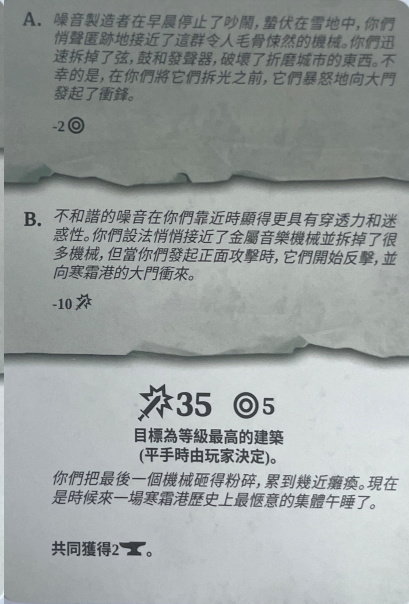 A. 噪音製造者在早晨停止了吵鬧，蟄伏在雪地中，你們
悄聲匿跡地接近了這群令人毛骨悚然的機械。你們迅
速拆掉了弦，鼓和發聲器，破壞了折磨城市的東西。不
幸的是，在你們將它們拆光之前，它們暴怒地向大門
發起了衝鋒。
-2
B. 不和諧的噪音在你們靠近時顯得更具有穿透力和迷
惑性。你們設法悄悄接近了金屬音樂機械並拆掉了很
多機械，但當你們發起正面攻擊時，它們開始反擊，並
向寒霜港的大門衝來。
-10
35 5
目標為等級最高的建築
(平手時由玩家決定)。
你們把最後一個機械砸得粉碎，累到幾近癱瘓。現在
是時候來一場寒霜港歷史上最愜意的集體午睡了。
共同獲得2。